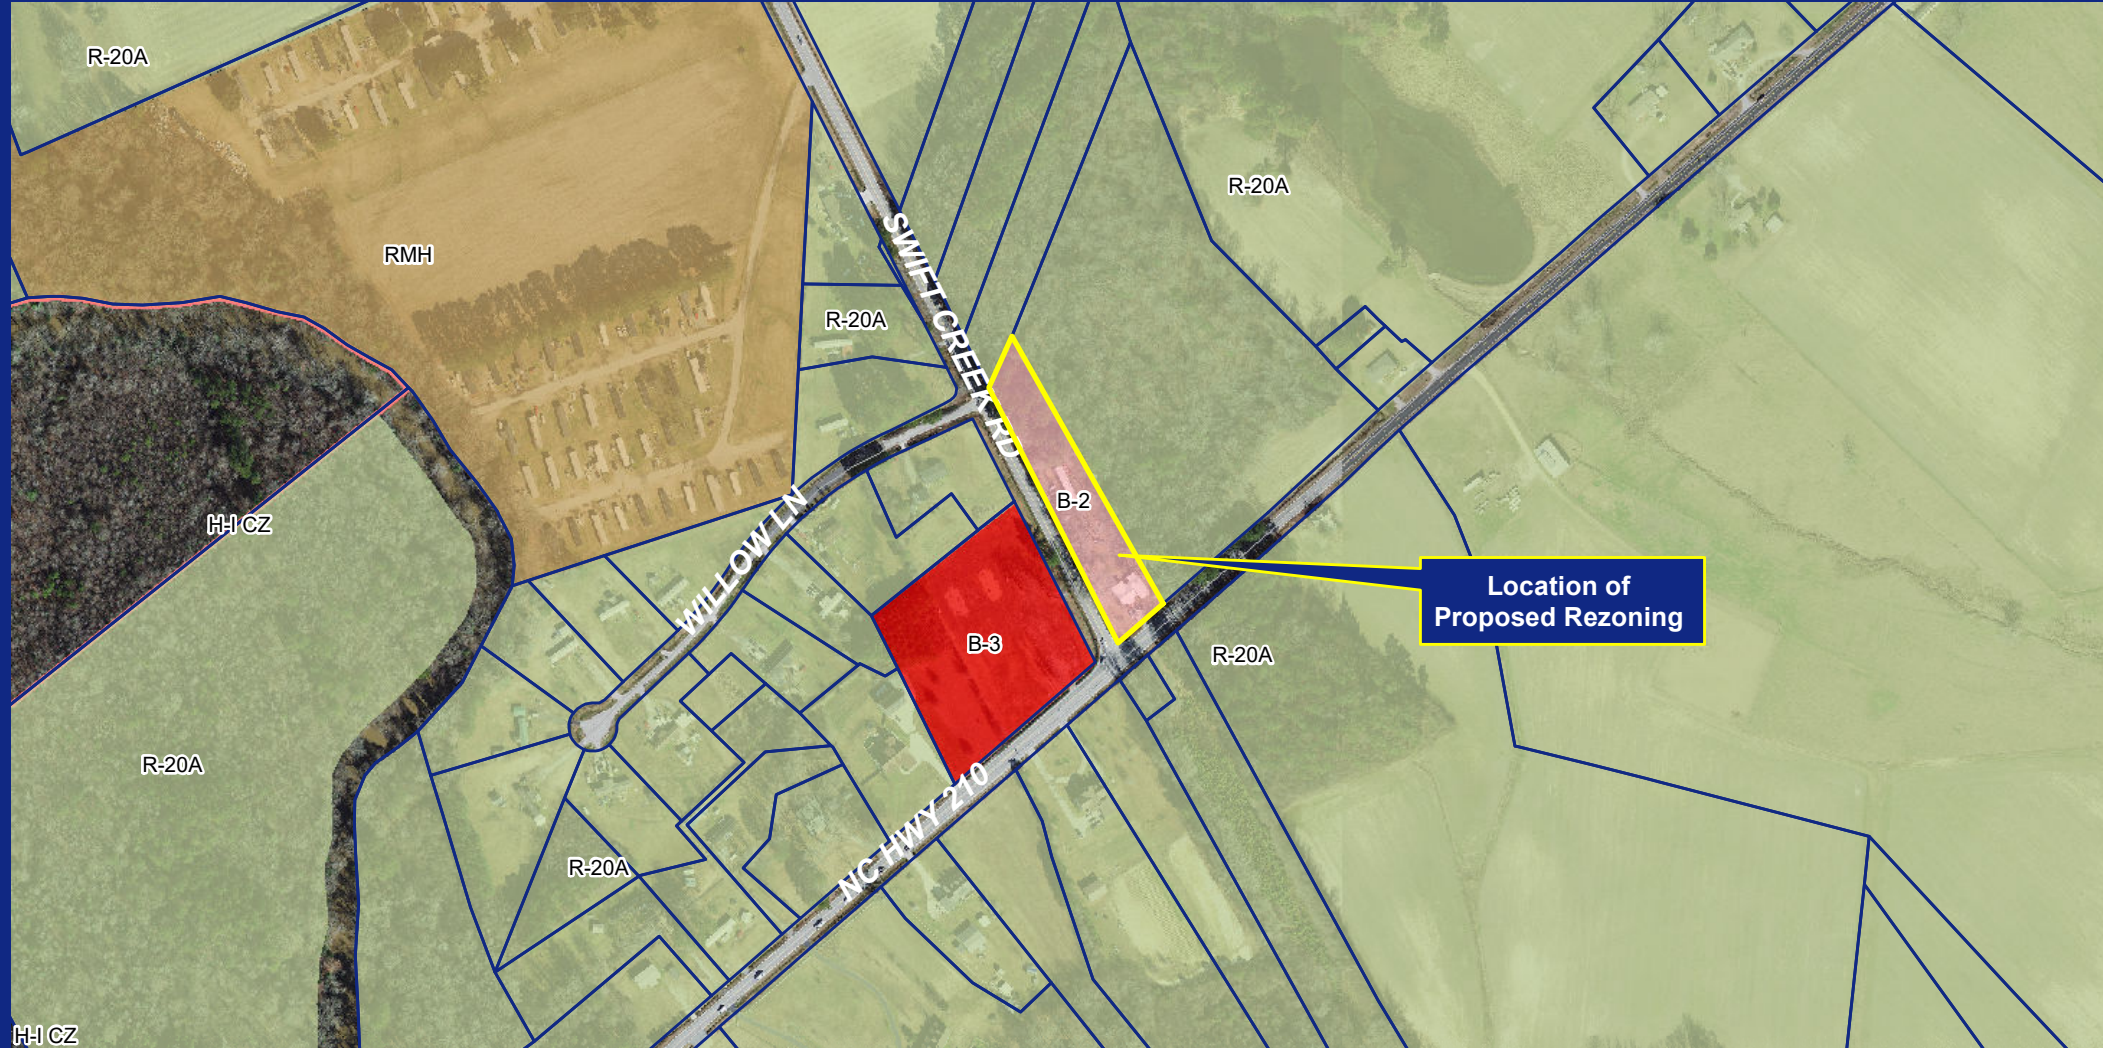 R-20A
R-20A
RMH
SWIFT CREEK RD
R-20A
B-2
H-I CZ
WILLOW LN
Location of
Proposed Rezoning
B-3
R-20A
R-20A
NC HWY 210
R-20A
H-I CZ